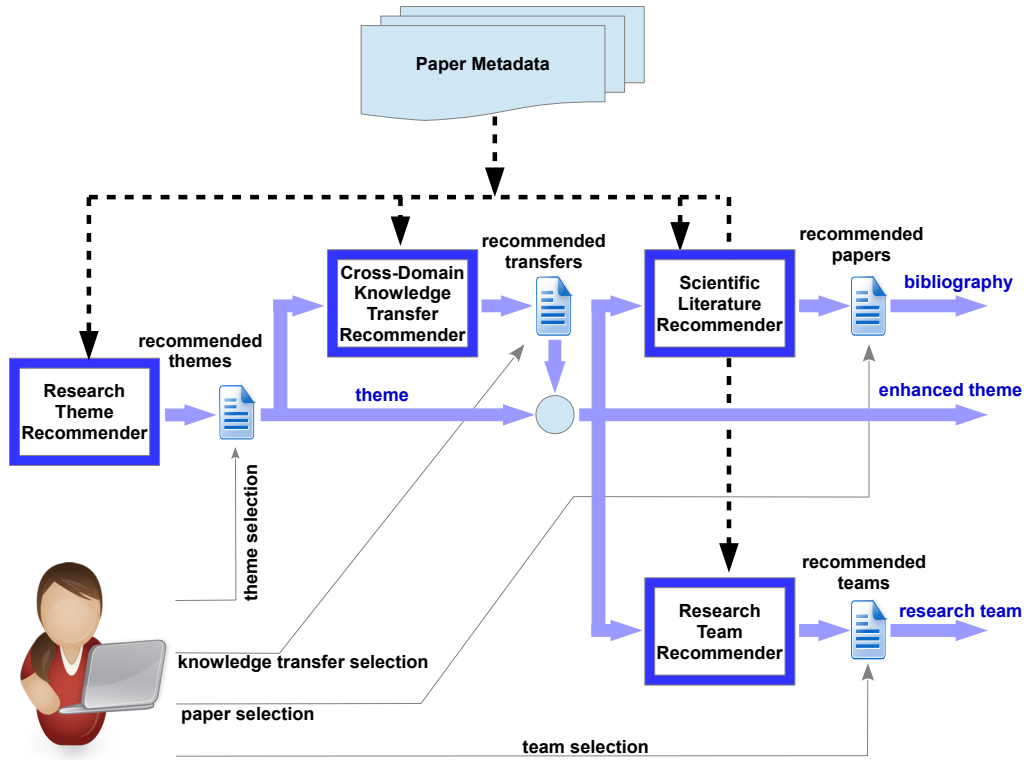 Paper Metadata
recommended
transfers
recommended
papers
Cross-Domain
Knowledge
Transfer
Recommender
Scientific
Literature
Recommender
bibliography
recommended
themes
Research
Theme
Recommender
theme
enhanced theme
theme selection
recommended
teams
Research
Team
Recommender
research team
knowledge transfer selection
paper selection
team selection